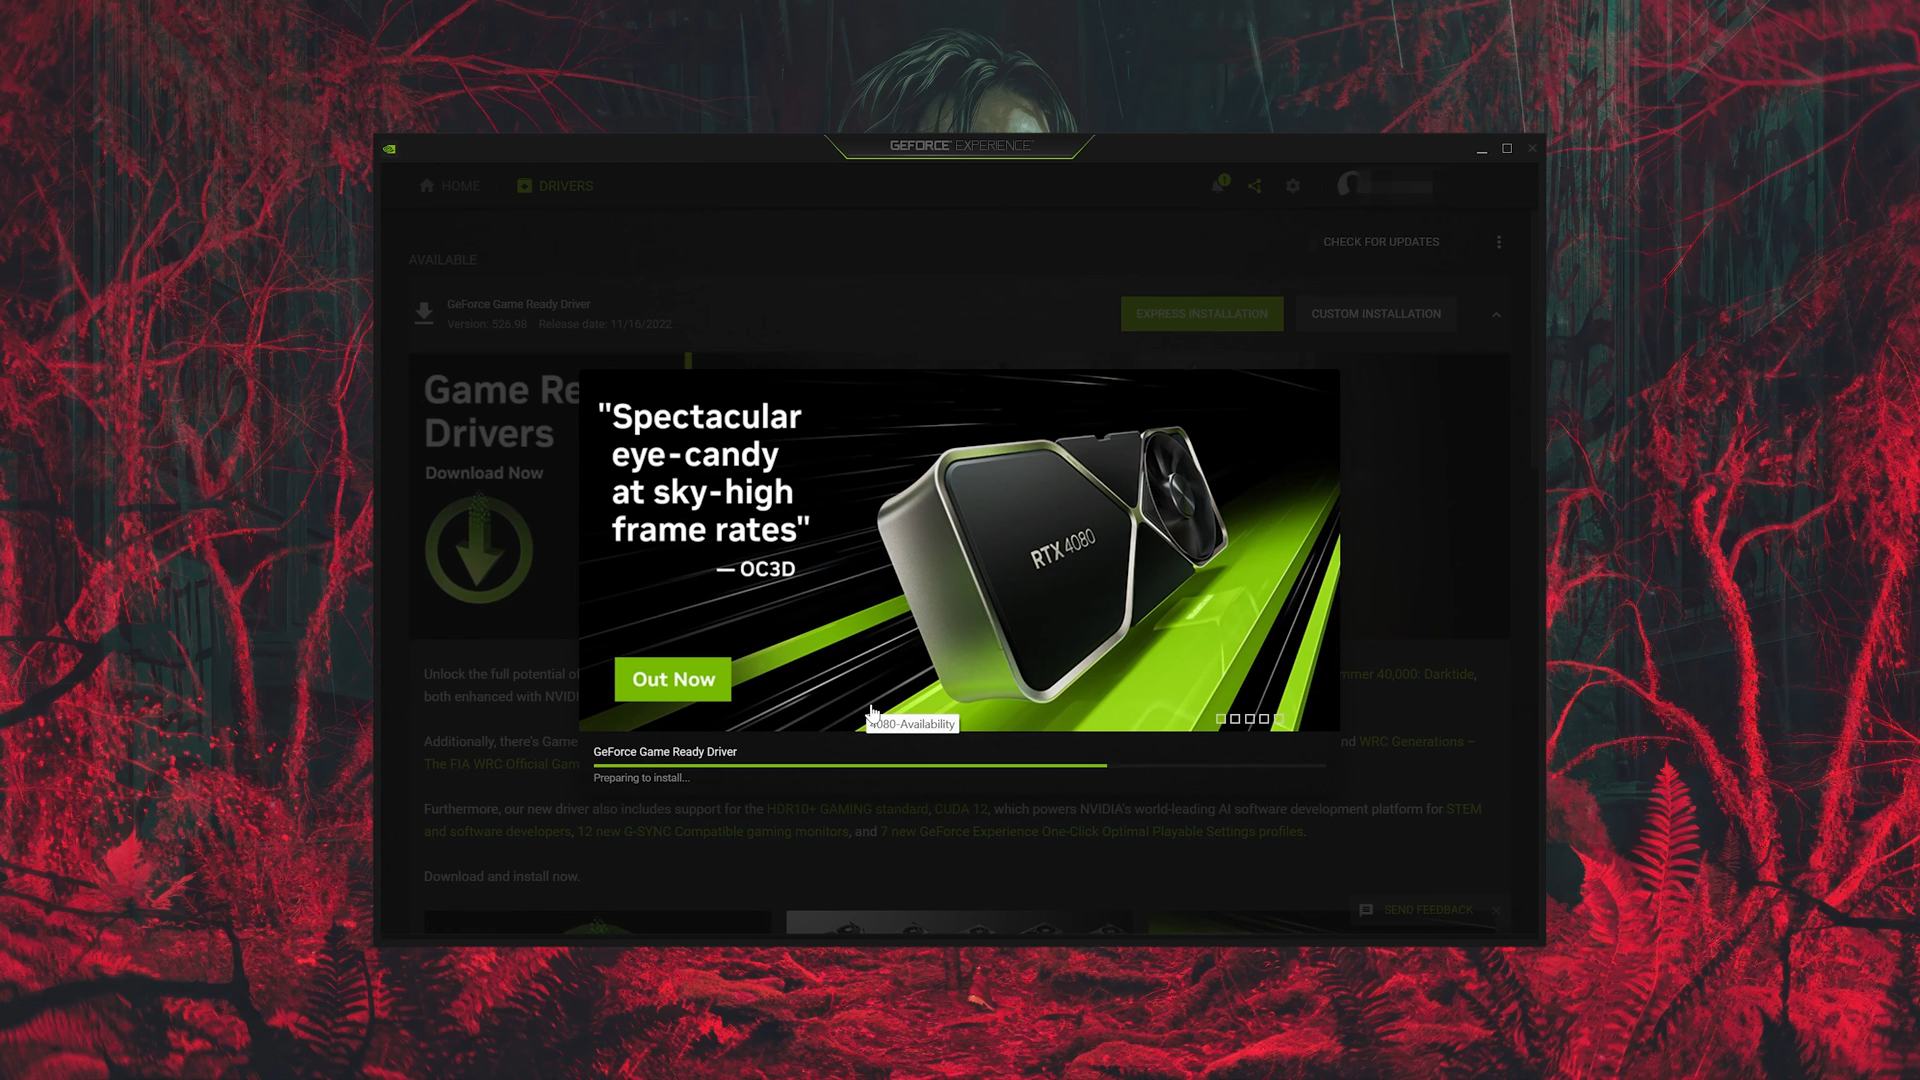 GEFORCE EXPERIENCE
HOME
DRIVERS
CHECK FOR UPDATES
AVAILABLE
GeForce Game Ready Driver
Version: 526.98 Release date: 11/16/2022
EXPRESS INSTALLATION
CUSTOM INSTALLATION
Game Re
Drivers
Download Now
"Spectacular
eye-candy
at sky-high
frame rates"
— OC3D
RTX 4080
Out Now
4080-Availability
GeForce Game Ready Driver
Preparing to install...
Unlock the full potential of
mmer 40,000: Darktide,
both enhanced with NVIDI
Additionally, there's Game
nd WRC Generations –
The FIA WRC Official Gam
Furthermore, our new driver also includes support for the HDR10+ GAMING standard, CUDA 12, which powers NVIDIA's world-leading AI software development platform for STEM
and software developers, 12 new G-SYNC Compatible gaming monitors, and 7 new GeForce Experience One-Click Optimal Playable Settings profiles.
Download and install now.
SEND FEEDBACK